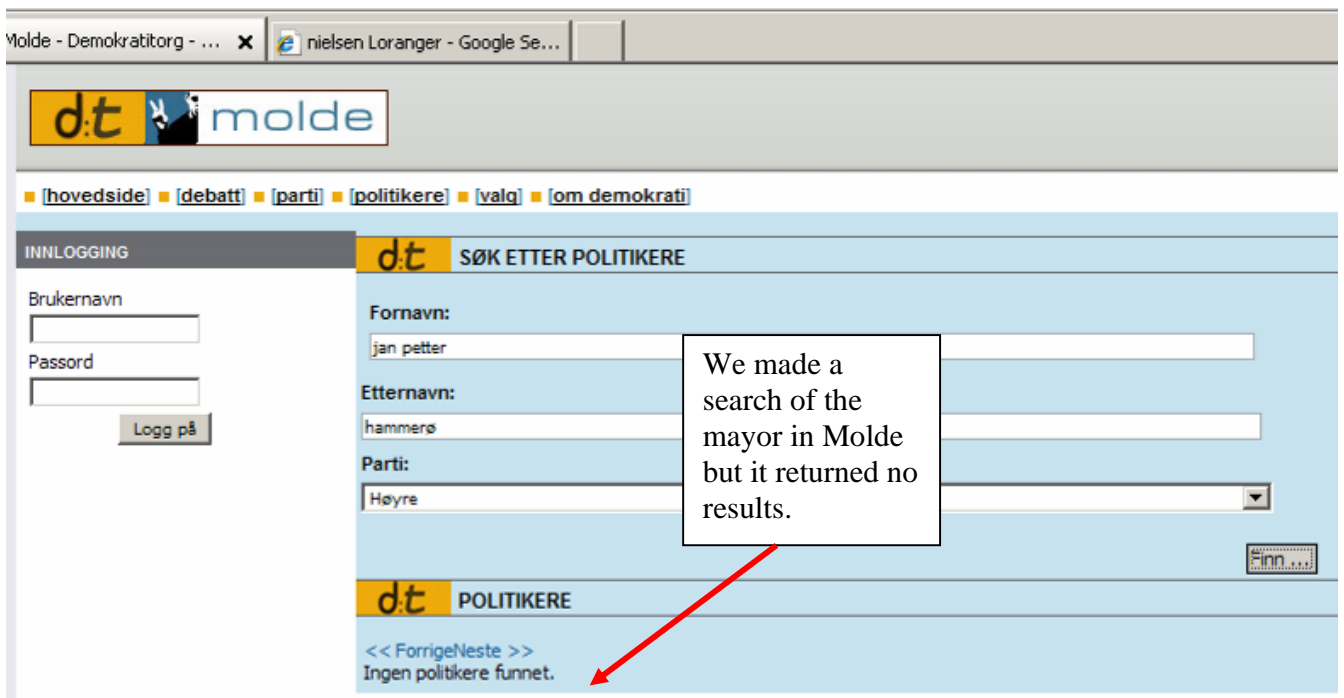 Molde - Demokratitorg - ... x nielsen Loranger - Google Se...
d:t molde
[hovedside] [debatt] [parti] [politikere] [valg] [om demokrati]
INNLOGGING
Brukernavn
Passord
Logg på
d:t SØK ETTER POLITIKERE
Fornavn:
jan petter
Etternavn:
hammerø
Parti:
Høyre
Finn ...
We made a
search of the
mayor in Molde
but it returned no
results.
d:t POLITIKERE
<< ForrigeNeste >>
Ingen politikere funnet.